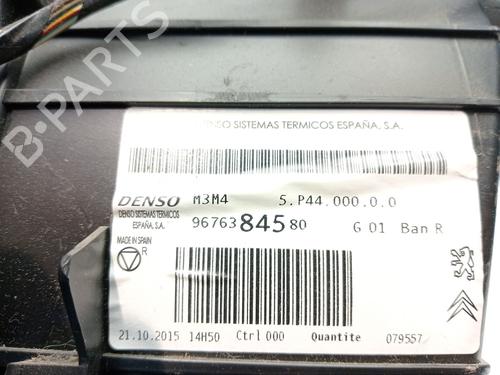 B-PARTS
DENSO SISTEMAS TERMICOS ESPAÑA, S.A.
DENSO M3M4 5.P44.000.0.0
DENSO SISTEMAS TERMICOS
ESPAÑA, S.A.
96763 845 80 G 01 Ban R
MADE IN SPAIN
R
21.10.2015 14H50 Ctrl 000 Quantite 079557